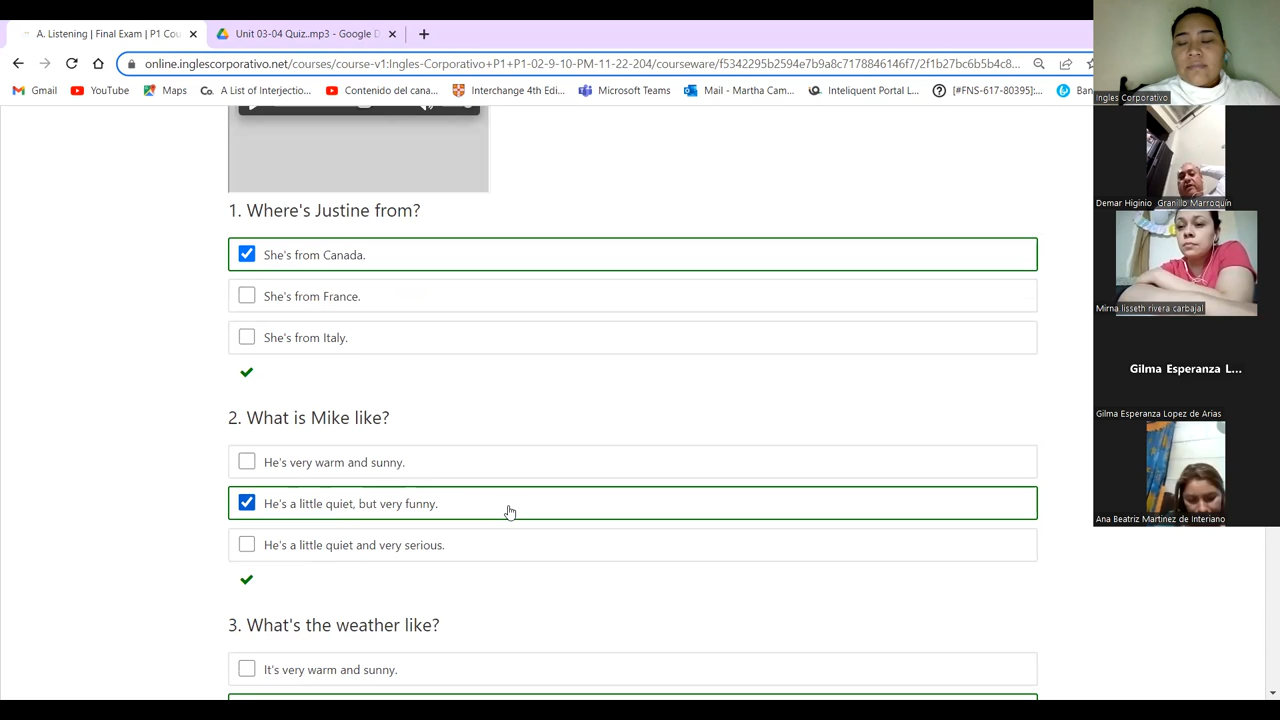 A. Listening | Final Exam | P1 Cou
Unit 03-04 Quiz..mp3 - Google D
online.inglescorporativo.net/courses/course-v1:Ingles-Corporativo+P1+P1-02-9-10-PM-11-22-204/courseware/f5342295b2594e7b9a8c7178846146f7/2f1b27bc6b5b4c8...
Gmail
YouTube
Maps
A List of Interjectio...
Contenido del cana...
Interchange 4th Edi...
Microsoft Teams
Mail - Martha Cam...
Inteliquent Portal L...
[#FNS-617-80395]:...
Ban
1. Where's Justine from?
She's from Canada.
She's from France.
She's from Italy.
2. What is Mike like?
He's very warm and sunny.
He's a little quiet, but very funny.
He's a little quiet and very serious.
3. What's the weather like?
It's very warm and sunny.
Ingles Corporativo
Demar Higinio Granillo Marroquin
Mirna lisseth rivera carbajal
Gilma Esperanza L...
Gilma Esperanza Lopez de Arias
Ana Beatriz Martinez de Interiano